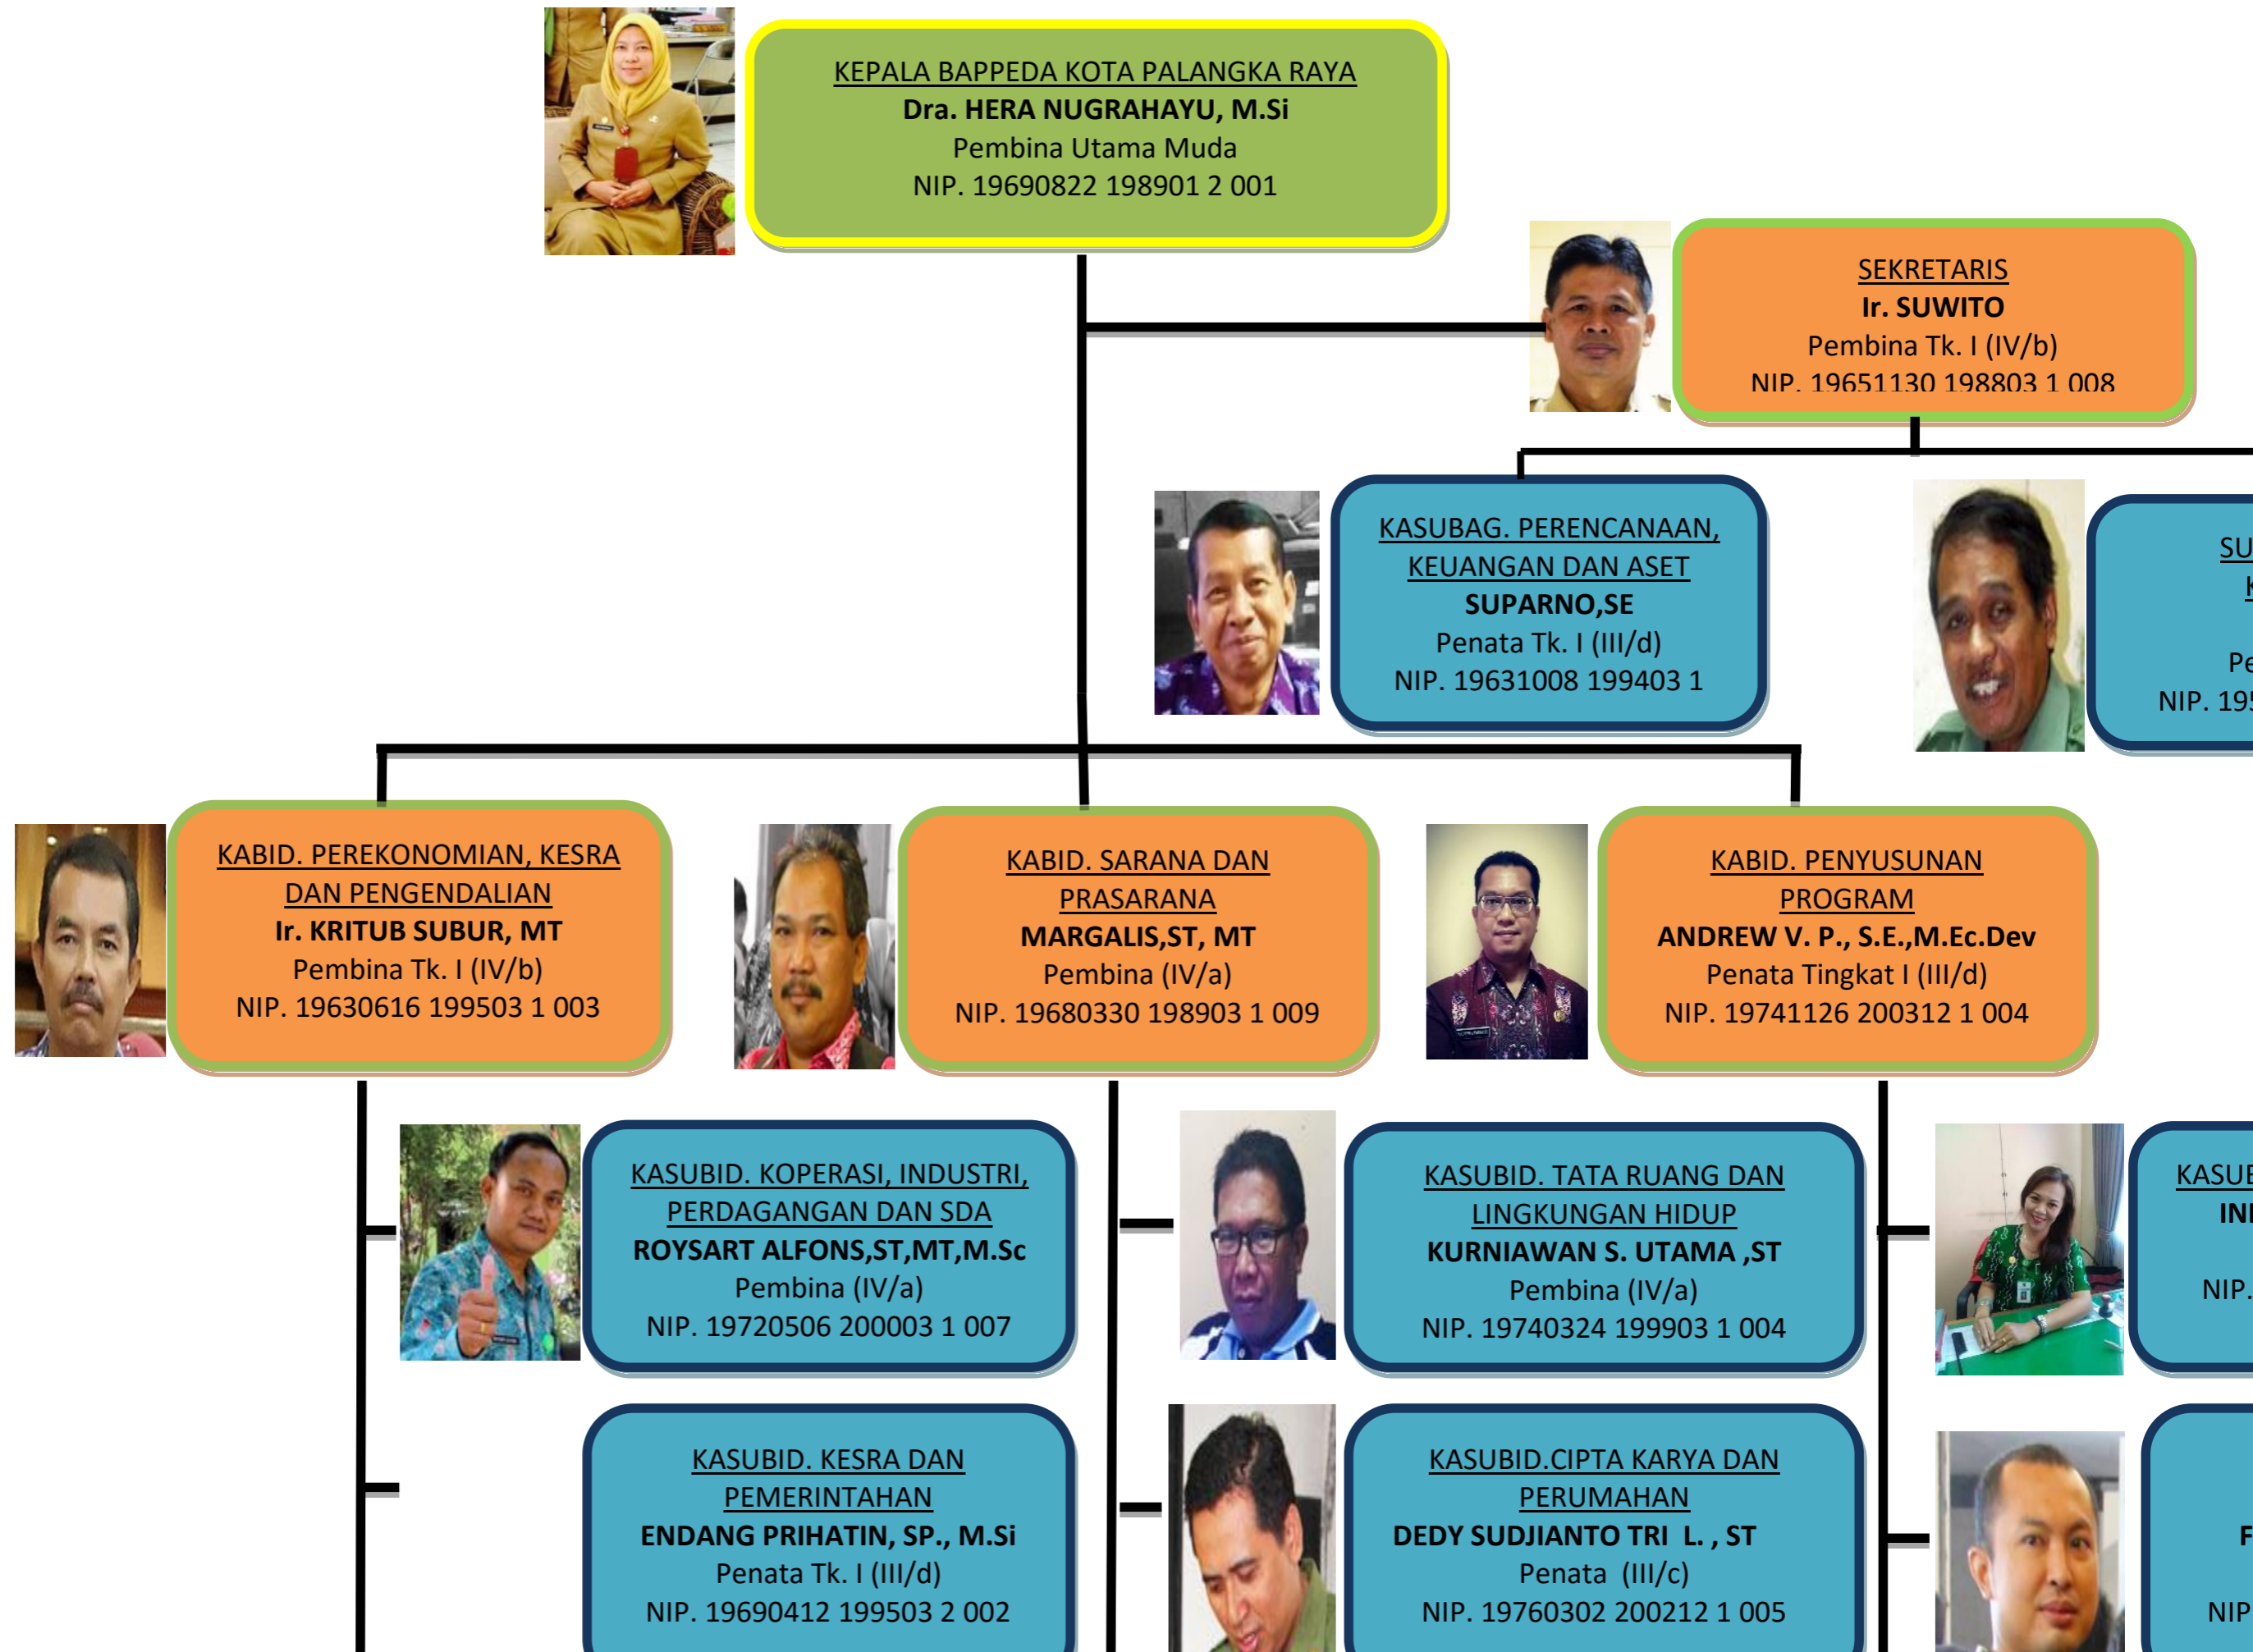 KEPALA BAPPEDA KOTA PALANGKA RAYA
Dra. HERA NUGRAHAYU, M.Si
Pembina Utama Muda
NIP. 19690822 198901 2 001
SEKRETARIS
Ir. SUWITO
Pembina Tk. I (IV/b)
NIP. 19651130 198803 1 008
KASUBAG. PERENCANAAN,
KEUANGAN DAN ASET
SUPARNO,SE
Penata Tk. I (III/d)
NIP. 19631008 199403 1
NIP.
KABID. PEREKONOMIAN, KESRA
DAN PENGENDALIAN
Ir. KRITUB SUBUR, MT
Pembina Tk. I (IV/b)
NIP. 19630616 199503 1 003
KABID. SARANA DAN
PRASARANA
MARGALIS,ST, MT
Pembina (IV/a)
NIP. 19680330 198903 1 009
KABID. PENYUSUNAN
PROGRAM
ANDREW V. P., S.E.,M.Ec.Dev
Penata Tingkat I (III/d)
NIP. 19741126 200312 1 004
KASUBID. KOPERASI, INDUSTRI,
PERDAGANGAN DAN SDA
ROYSART ALFONS,ST,MT,M.Sc
Pembina (IV/a)
NIP. 19720506 200003 1 007
KASUBID. TATA RUANG DAN
LINGKUNGAN HIDUP
KURNIAWAN S. UTAMA ,ST
Pembina (IV/a)
NIP. 19740324 199903 1 004
NIP.
KASUBID. KESRA DAN
PEMERINTAHAN
ENDANG PRIHATIN, SP., M.Si
Penata Tk. I (III/d)
NIP. 19690412 199503 2 002
KASUBID.CIPTA KARYA DAN
PERUMAHAN
DEDY SUDJIANTO TRI  L. , ST
Penata  (III/c)
NIP. 19760302 200212 1 005
NIP